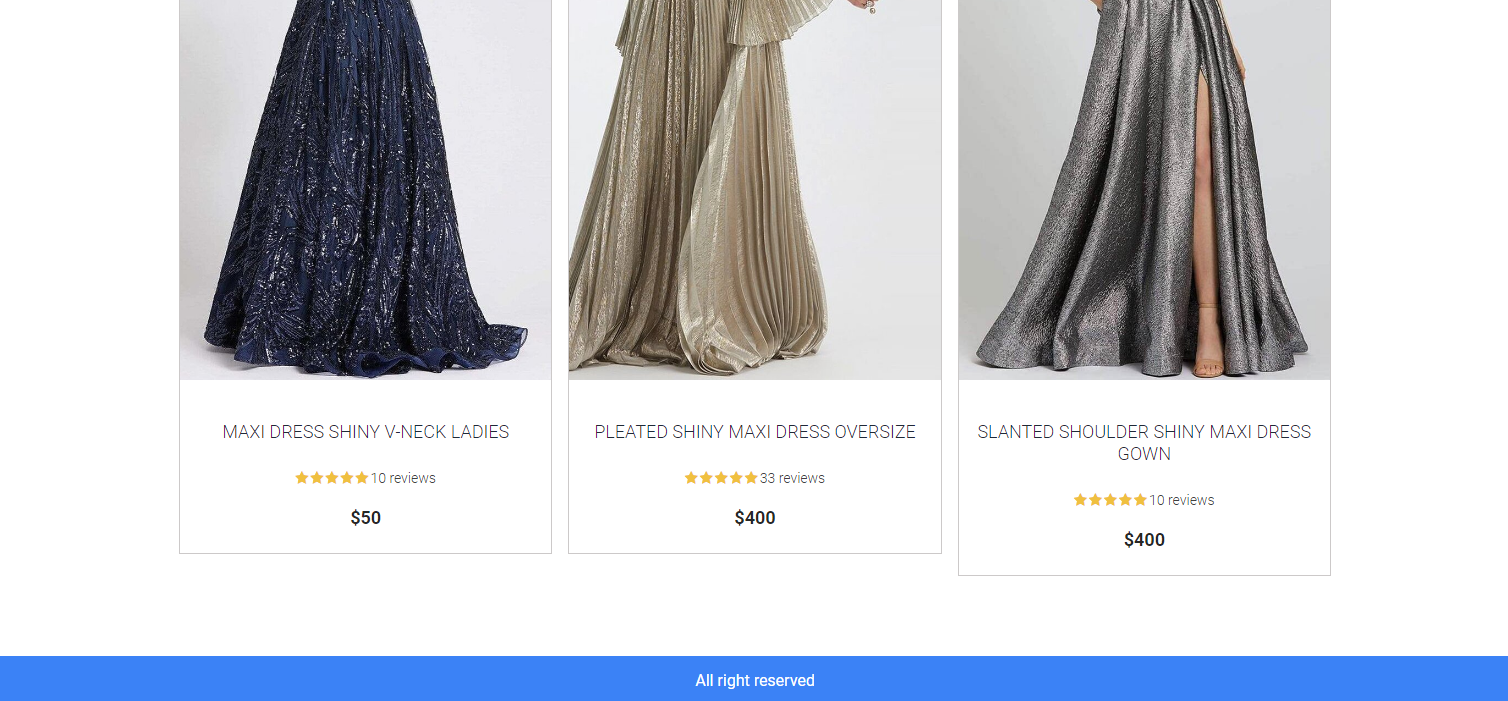 MAXI DRESS SHINY V-NECK LADIES
10 reviews
$50
PLEATED SHINY MAXI DRESS OVERSIZE
33 reviews
$400
SLANTED SHOULDER SHINY MAXI DRESS
GOWN
10 reviews
$400
All right reserved